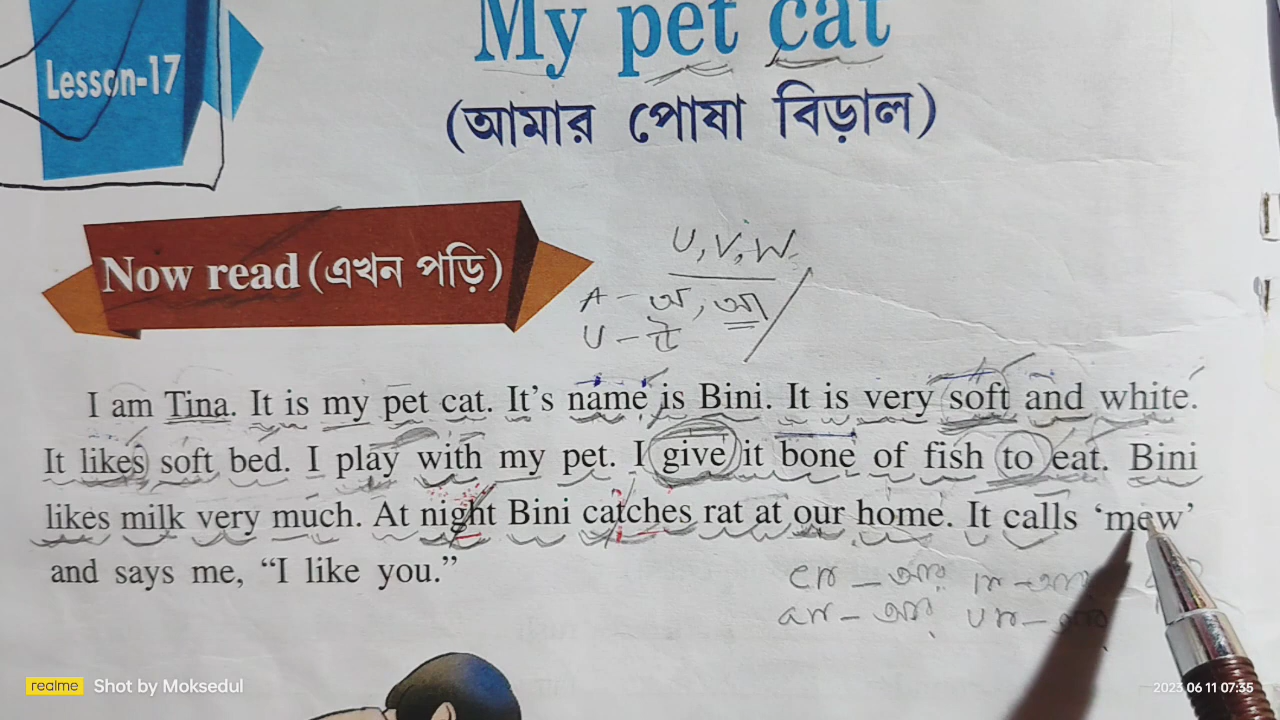 My pet cat
Lesson-17
(আমার পোষা বিড়াল)
Now read (এখন পড়ি)
U, V, W.
A - অ, আ
U -
I am Tina. It is my pet cat. It's name is Bini. It is very soft and white.
It likes soft bed. I play with my pet. I give it bone of fish to eat. Bini
likes milk very much. At night Bini catches rat at our home. It calls ‘mew’
and says me, “I like you.”
realme Shot by Moksedul
2023 06 11 07:35